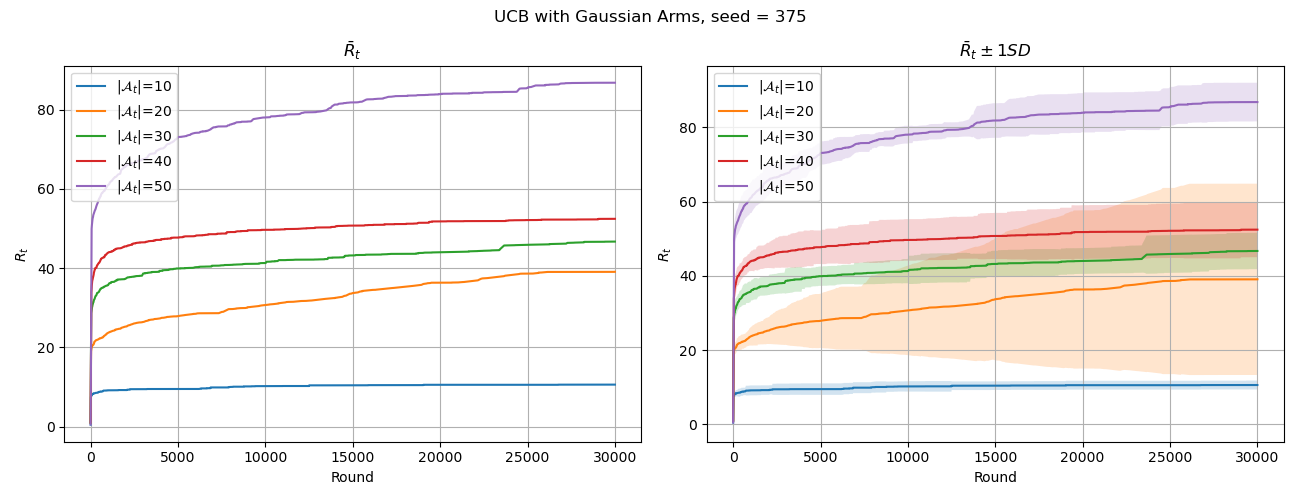 UCB with Gaussian Arms, seed = 375
R̄ₜ
80
60
40
20
0
Rₜ
|𝒜ₜ|=10
|𝒜ₜ|=20
|𝒜ₜ|=30
|𝒜ₜ|=40
|𝒜ₜ|=50
0 5000 10000 15000 20000 25000 30000
Round
R̄ₜ ± 1SD
80
60
40
20
0
Rₜ
|𝒜ₜ|=10
|𝒜ₜ|=20
|𝒜ₜ|=30
|𝒜ₜ|=40
|𝒜ₜ|=50
0 5000 10000 15000 20000 25000 30000
Round